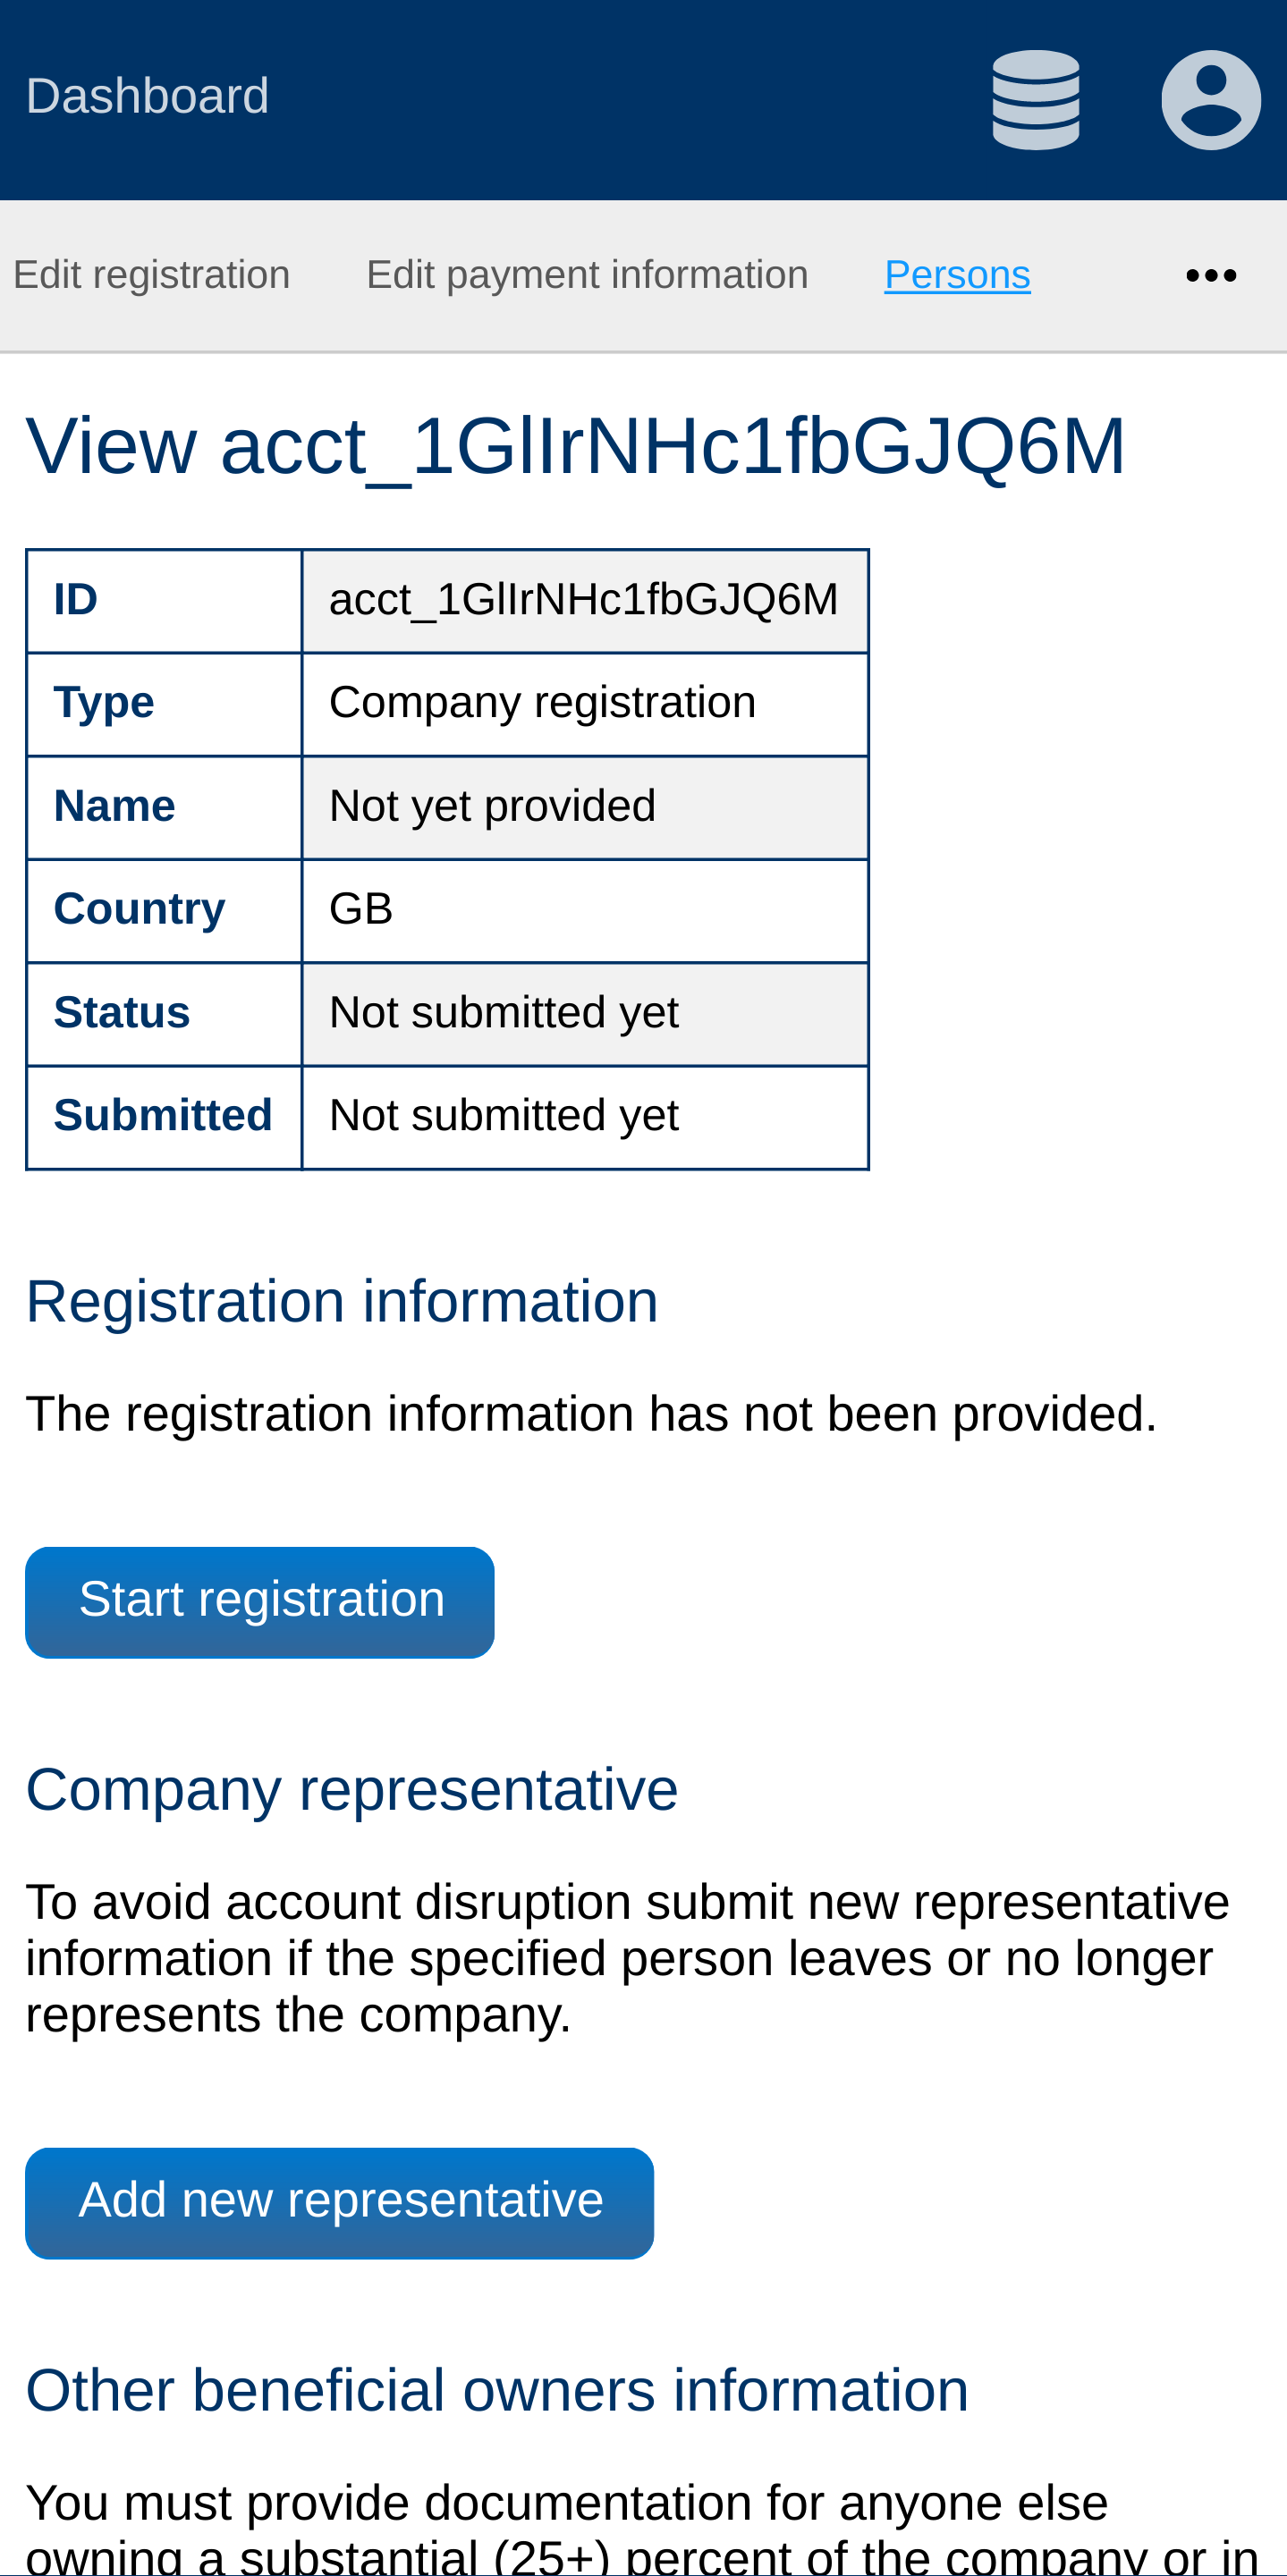 Dashboard
Edit registration Edit payment information Persons •••
View acct_1GlIrNHc1fbGJQ6M
ID acct_1GlIrNHc1fbGJQ6M
Type Company registration
Name Not yet provided
Country GB
Status Not submitted yet
Submitted Not submitted yet
Registration information
The registration information has not been provided.
Start registration
Company representative
To avoid account disruption submit new representative
information if the specified person leaves or no longer
represents the company.
Add new representative
Other beneficial owners information
You must provide documentation for anyone else
owning a substantial (25+) percent of the company or in